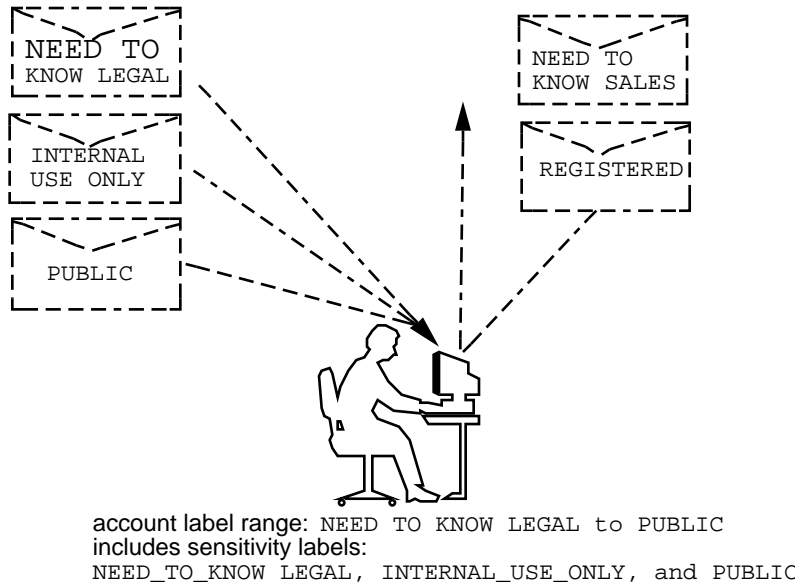 NEED TO
KNOW LEGAL
INTERNAL
USE ONLY
PUBLIC
NEED TO
KNOW SALES
REGISTERED
account label range: NEED TO KNOW LEGAL to PUBLIC
includes sensitivity labels:
NEED_TO_KNOW LEGAL, INTERNAL_USE_ONLY, and PUBLIC